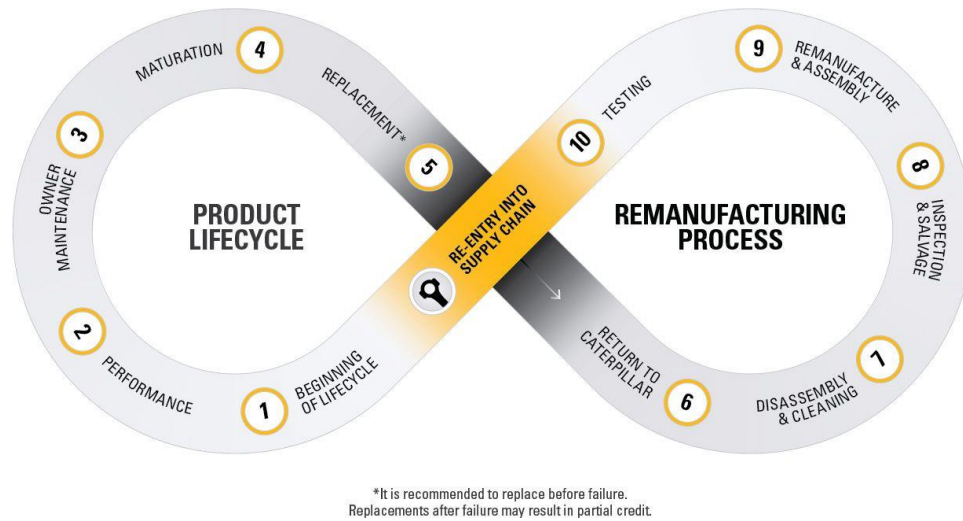 PRODUCT
LIFECYCLE
1
BEGINNING
OF LIFECYCLE
2
PERFORMANCE
3
OWNER
MAINTENANCE
4
MATURATION
5
REPLACEMENT*
REMANUFACTURING
PROCESS
6
RETURN TO
CATERPILLAR
7
DISASSEMBLY
& CLEANING
8
INSPECTION
& SALVAGE
9
REMANUFACTURE
& ASSEMBLY
10
TESTING
RE-ENTRY INTO
SUPPLY CHAIN
*It is recommended to replace before failure.
Replacements after failure may result in partial credit.